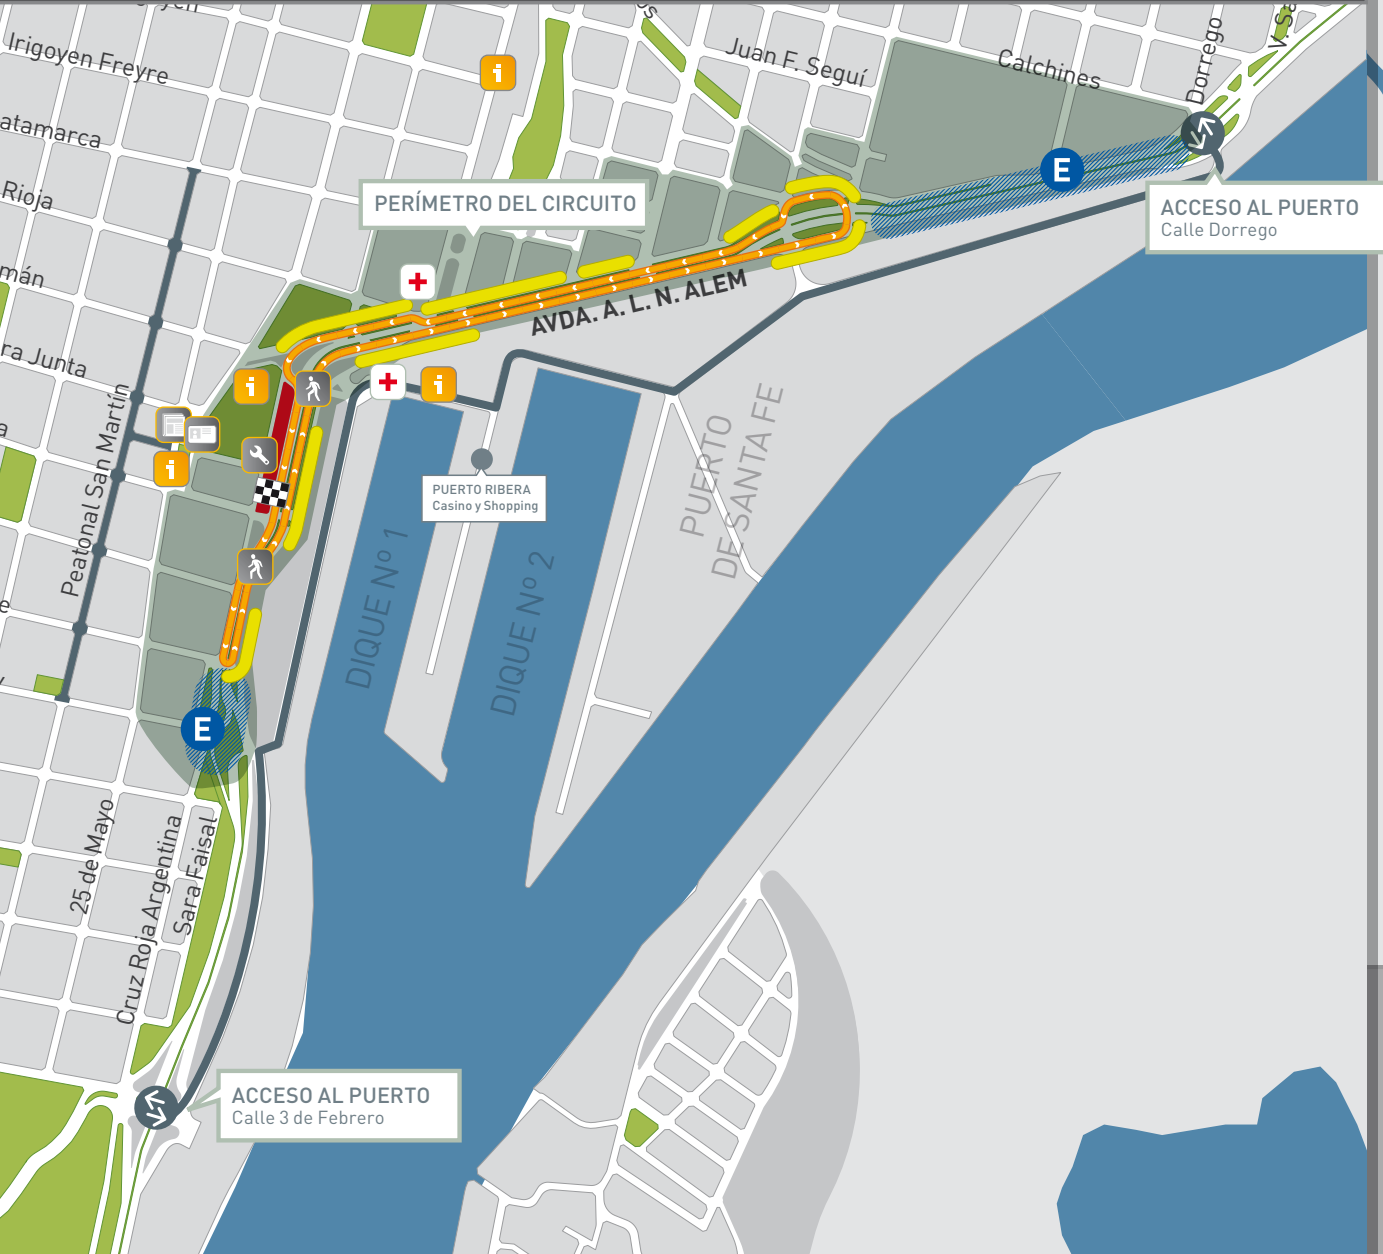 Irigoyen Freyre
Juan F. Seguí
Calchines
Dorrego
atamarca
Rioja
mán
ra Junta
PERÍMETRO DEL CIRCUITO
E
ACCESO AL PUERTO
Calle Dorrego
AVDA. A. L. N. ALEM
Peatonal San Martín
PUERTO RIBERA
Casino y Shopping
PUERTO
DE SANTA FE
DIQUE Nº 1
DIQUE Nº 2
E
25 de Mayo
Cruz Roja Argentina
Sara Faisal
ACCESO AL PUERTO
Calle 3 de Febrero